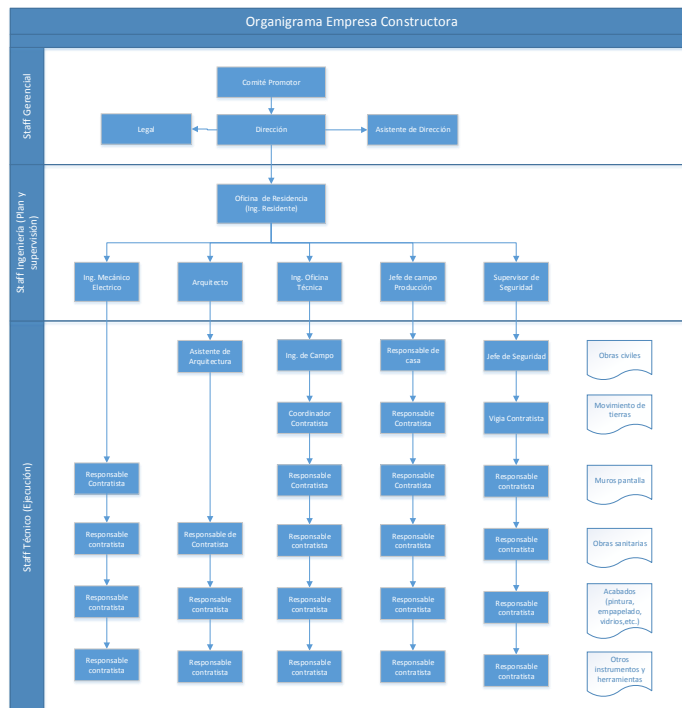 Organigrama Empresa Constructora
Staff Gerencial
Comité Promotor
Legal
Dirección
Asistente de Dirección
Staff Ingeniería (Plan y
supervisión)
Oficina de Residencia
(Ing. Residente)
Ing. Mecánico
Electrico
Arquitecto
Ing. Oficina
Técnica
Jefe de campo
Producción
Supervisor de
Seguridad
Staff Técnico (Ejecución)
Asistente de
Arquitectura
Ing. de Campo
Responsable de
casa
Jefe de Seguridad
Obras civiles
Coordinador
Contratista
Responsable
Contratista
Vigia Contratista
Movimiento de
tierras
Responsable
Contratista
Responsable
Contratista
Responsable
Contratista
Responsable
contratista
Muros pantalla
Responsable
contratista
Responsable de
Contratista
Responsable
contratista
Responsable
contratista
Responsable
contratista
Obras sanitarias
Responsable
contratista
Responsable
contratista
Responsable
contratista
Responsable
contratista
Responsable
contratista
Acabados
(pintura,
empapelado,
vidrios,etc.)
Responsable
contratista
Responsable
contratista
Responsable
contratista
Responsable
contratista
Responsable
contratista
Otros
instrumentos y
herramientas